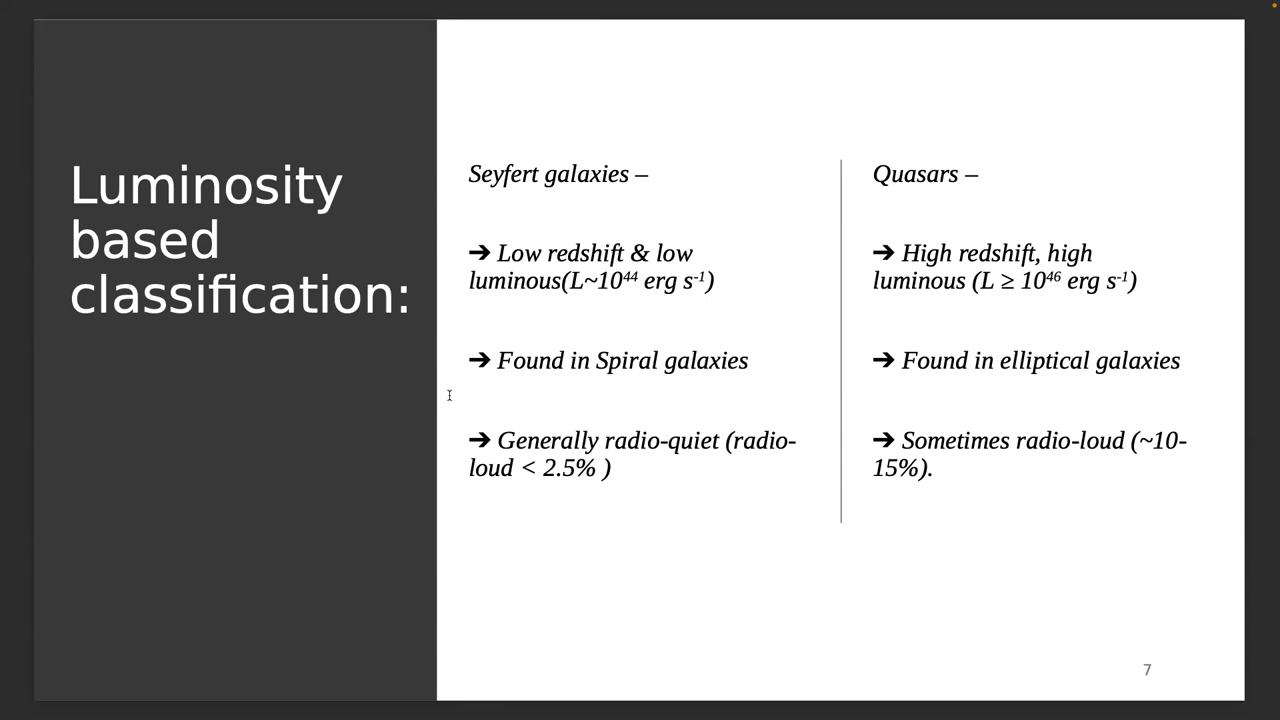 Luminosity
based
classification:
Seyfert galaxies –
➔ Low redshift & low
luminous(L~10⁴⁴ erg s⁻¹)
➔ Found in Spiral galaxies
➔ Generally radio-quiet (radio-
loud < 2.5% )
Quasars –
➔ High redshift, high
luminous (L ≥ 10⁴⁶ erg s⁻¹)
➔ Found in elliptical galaxies
➔ Sometimes radio-loud (~10-
15%).
7